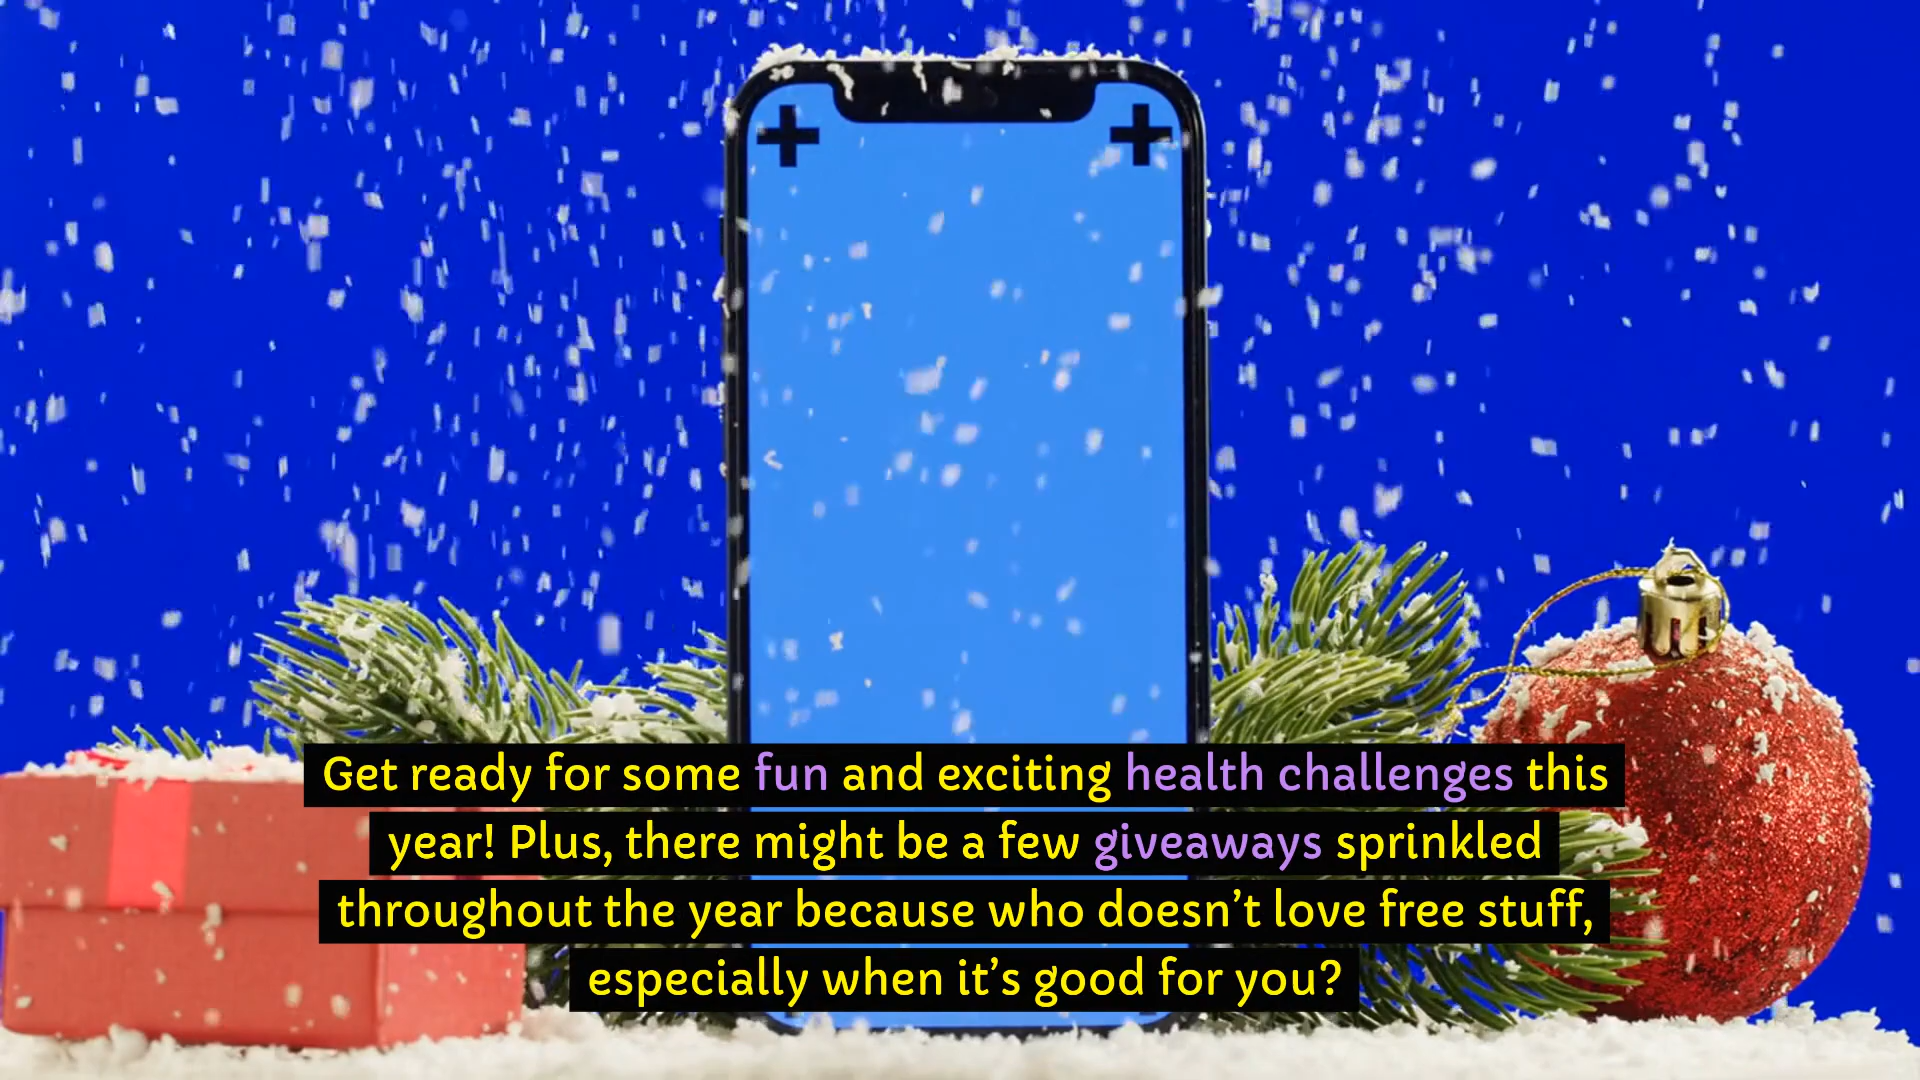 Get ready for some fun and exciting health challenges this
year! Plus, there might be a few giveaways sprinkled
throughout the year because who doesn’t love free stuff,
especially when it’s good for you?